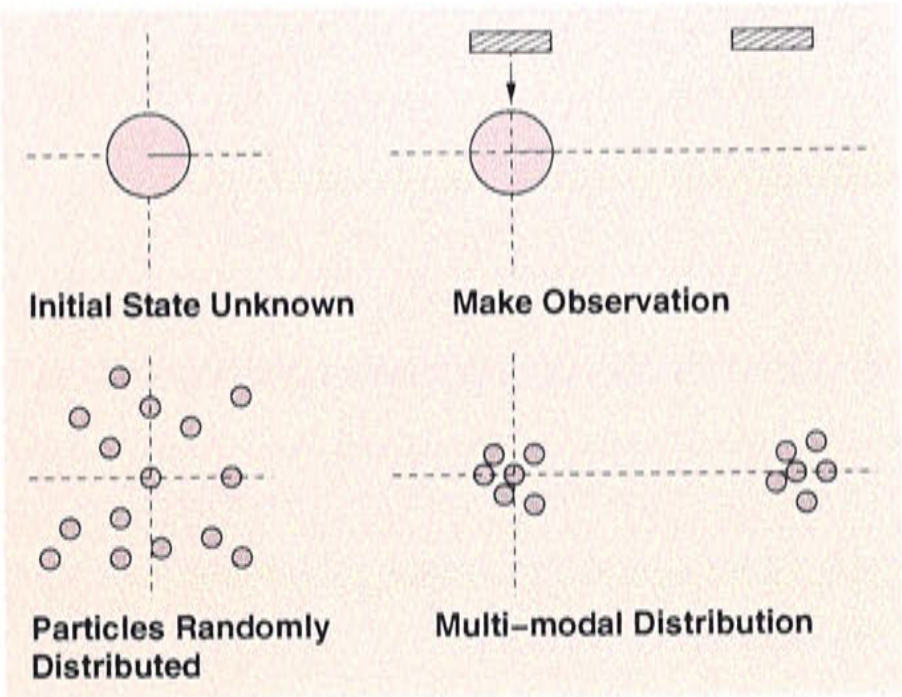 Initial State Unknown
Make Observation
Particles Randomly
Distributed
Multi-modal Distribution